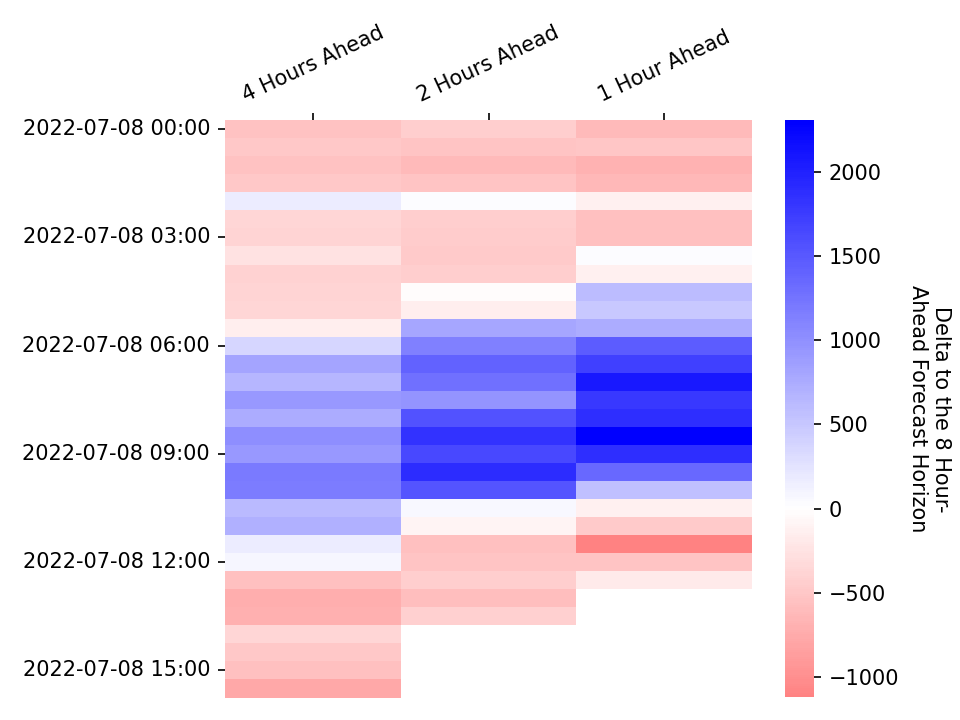 4 Hours Ahead
2 Hours Ahead
1 Hour Ahead
2022-07-08 00:00
2022-07-08 03:00
2022-07-08 06:00
2022-07-08 09:00
2022-07-08 12:00
2022-07-08 15:00
2000
1500
1000
500
0
−500
−1000
Delta to the 8 Hour-
Ahead Forecast Horizon